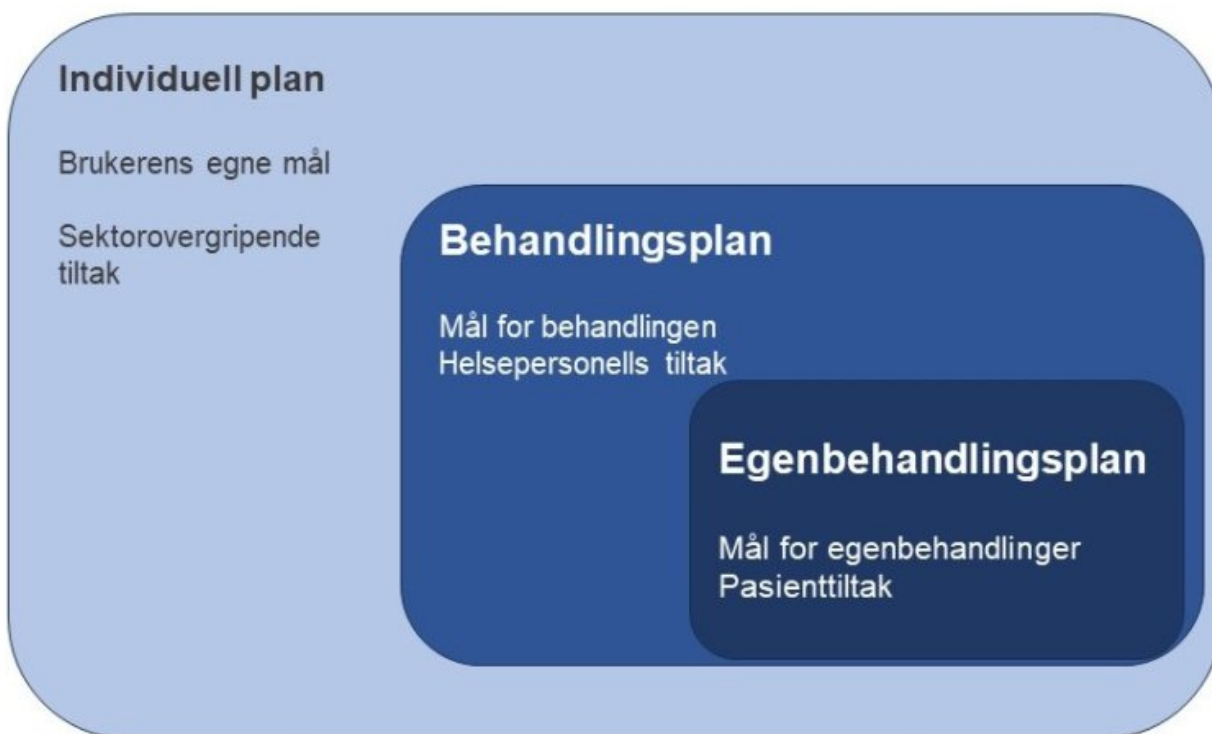 Individuell plan
Brukerens egne mål
Sektorovergripende
tiltak
Behandlingsplan
Mål for behandlingen
Helsepersonells tiltak
Egenbehandlingsplan
Mål for egenbehandlinger
Pasienttiltak